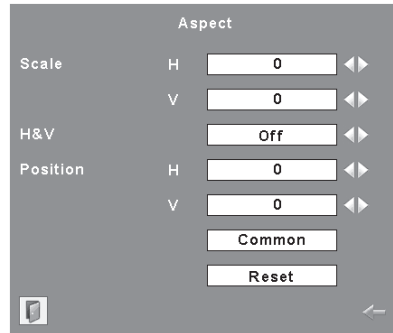 Aspect
Scale H 0
V 0
H&V Off
Position H 0
V 0
Common
Reset